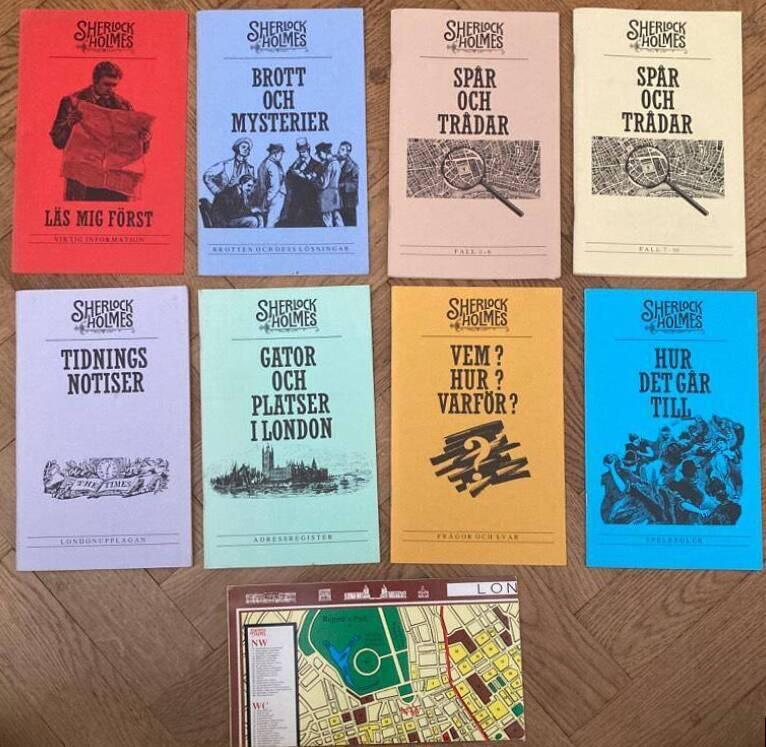 SHERLOCK
HOLMES
LÄS MIG FÖRST
VIKTIG INFORMATION
SHERLOCK
HOLMES
BROTT
OCH
MYSTERIER
BROTTEN OCH DESS LÖSNINGAR
SHERLOCK
HOLMES
SPÅR
OCH
TRÅDAR
FALL 1-6
SHERLOCK
HOLMES
SPÅR
OCH
TRÅDAR
FALL 7-10
SHERLOCK
HOLMES
TIDNINGS
NOTISER
THE TIMES
LONDONUPPLAGAN
SHERLOCK
HOLMES
GATOR
OCH
PLATSER
I LONDON
ADRESSREGISTER
SHERLOCK
HOLMES
VEM?
HUR?
VARFÖR?
FRÅGOR OCH SVAR
SHERLOCK
HOLMES
HUR
DET GÅR
TILL
SPELREGLER
LON
Regent's Park
NW
NW
WC